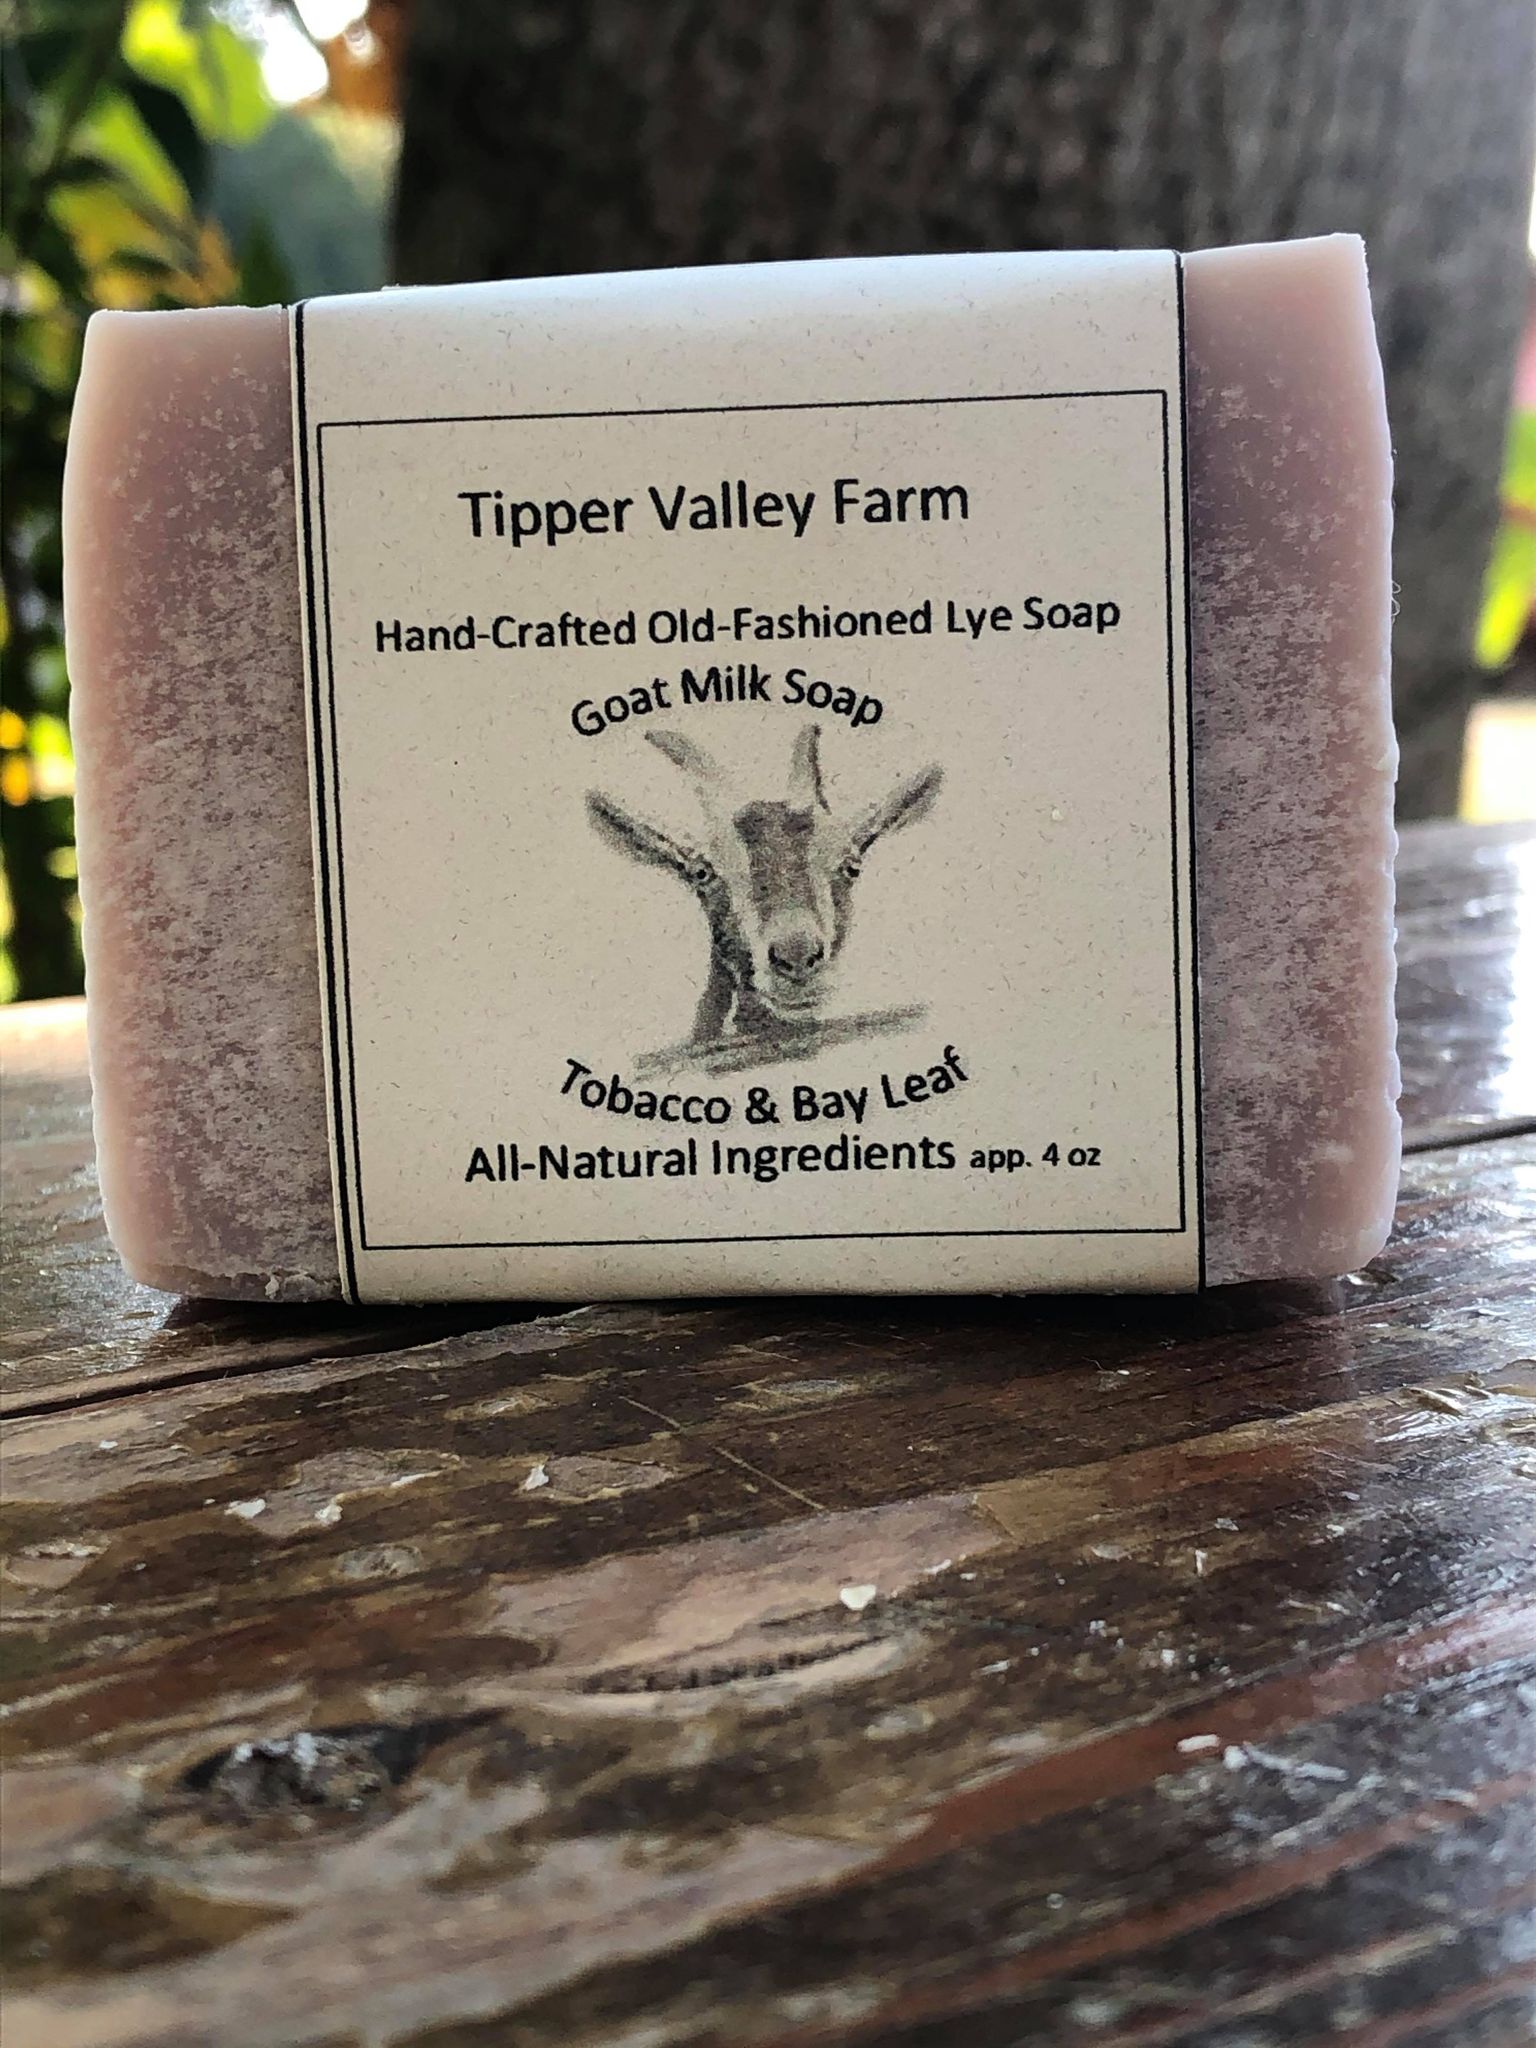 Tipper Valley Farm
Hand-Crafted Old-Fashioned Lye Soap
Goat Milk Soap
Tobacco & Bay Leaf
All-Natural Ingredients app. 4 oz